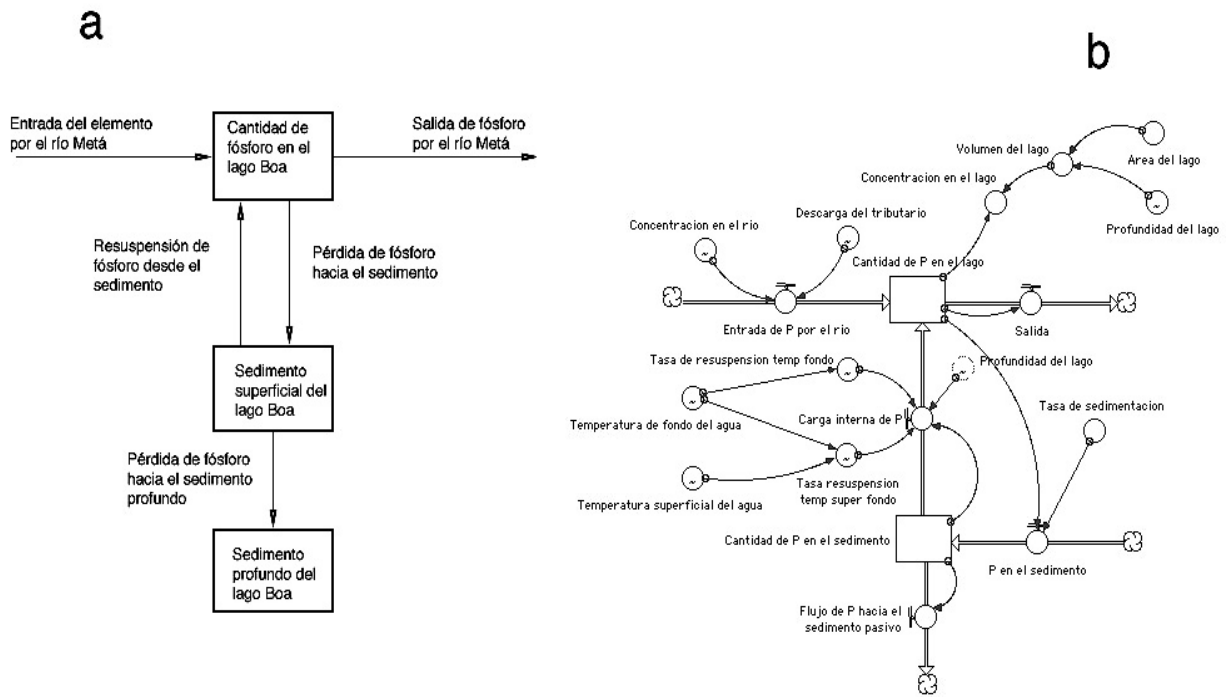 a
Entrada del elemento
por el río Metá
Cantidad de
fósforo en el
lago Boa
Salida de fósforo
por el río Metá
Resuspensión de
fósforo desde el
sedimento
Pérdida de fósforo
hacia el sedimento
Sedimento
superficial del
lago Boa
Pérdida de fósforo
hacia el sedimento
profundo
Sedimento
profundo del
lago Boa
b
Volumen del lago
Area del lago
Concentracion en el lago
Profundidad del lago
Concentracion en el rio
Descarga del tributario
Cantidad de P en el lago
Entrada de P por el rio
Salida
Tasa de resuspension temp fondo
Profundidad del lago
Temperatura de fondo del agua
Carga interna de P
Tasa de sedimentacion
Temperatura superficial del agua
Tasa resuspension
temp super fondo
Cantidad de P en el sedimento
P en el sedimento
Flujo de P hacia el
sedimento pasivo